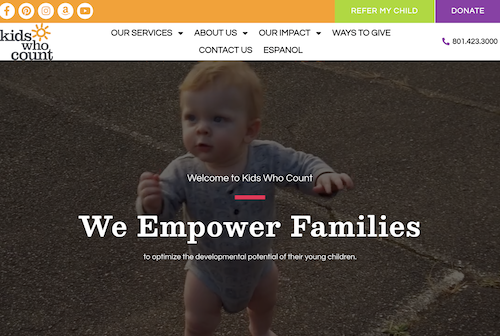 REFER MY CHILD
DONATE
kids
who
count
OUR SERVICES
ABOUT US
OUR IMPACT
WAYS TO GIVE
CONTACT US
ESPANOL
801.423.3000
Welcome to Kids Who Count
We Empower Families
to optimize the developmental potential of their young children.